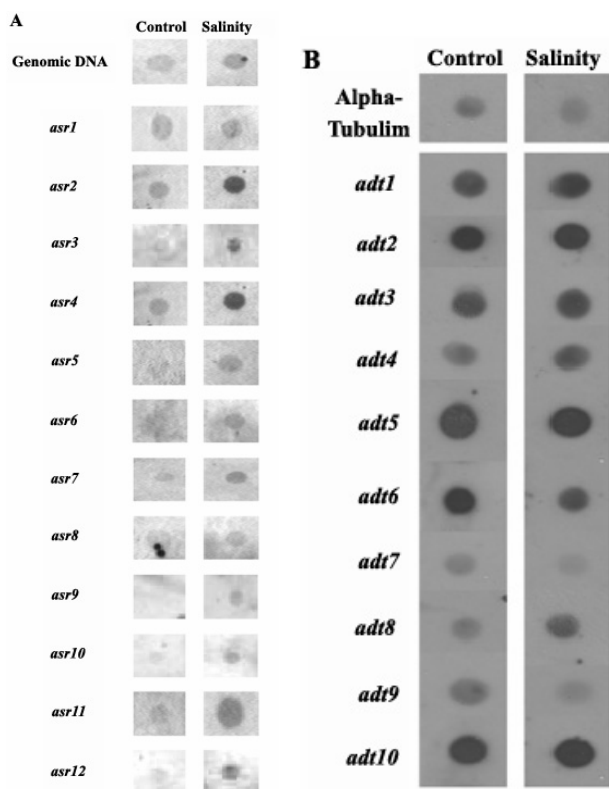 A
Control Salinity
Genomic DNA
asr1
asr2
asr3
asr4
asr5
asr6
asr7
asr8
asr9
asr10
asr11
asr12
B
Control Salinity
Alpha-
Tubulim
adt1
adt2
adt3
adt4
adt5
adt6
adt7
adt8
adt9
adt10